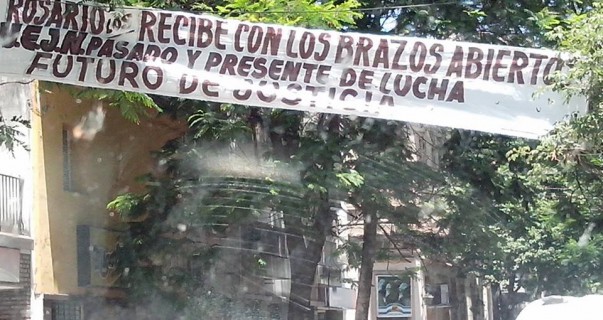 ROSARIO LOS RECIBE CON LOS BRAZOS ABIERTOS
J.E.J.N. PASADO Y PRESENTE DE LUCHA
FUTURO DE JUSTICIA